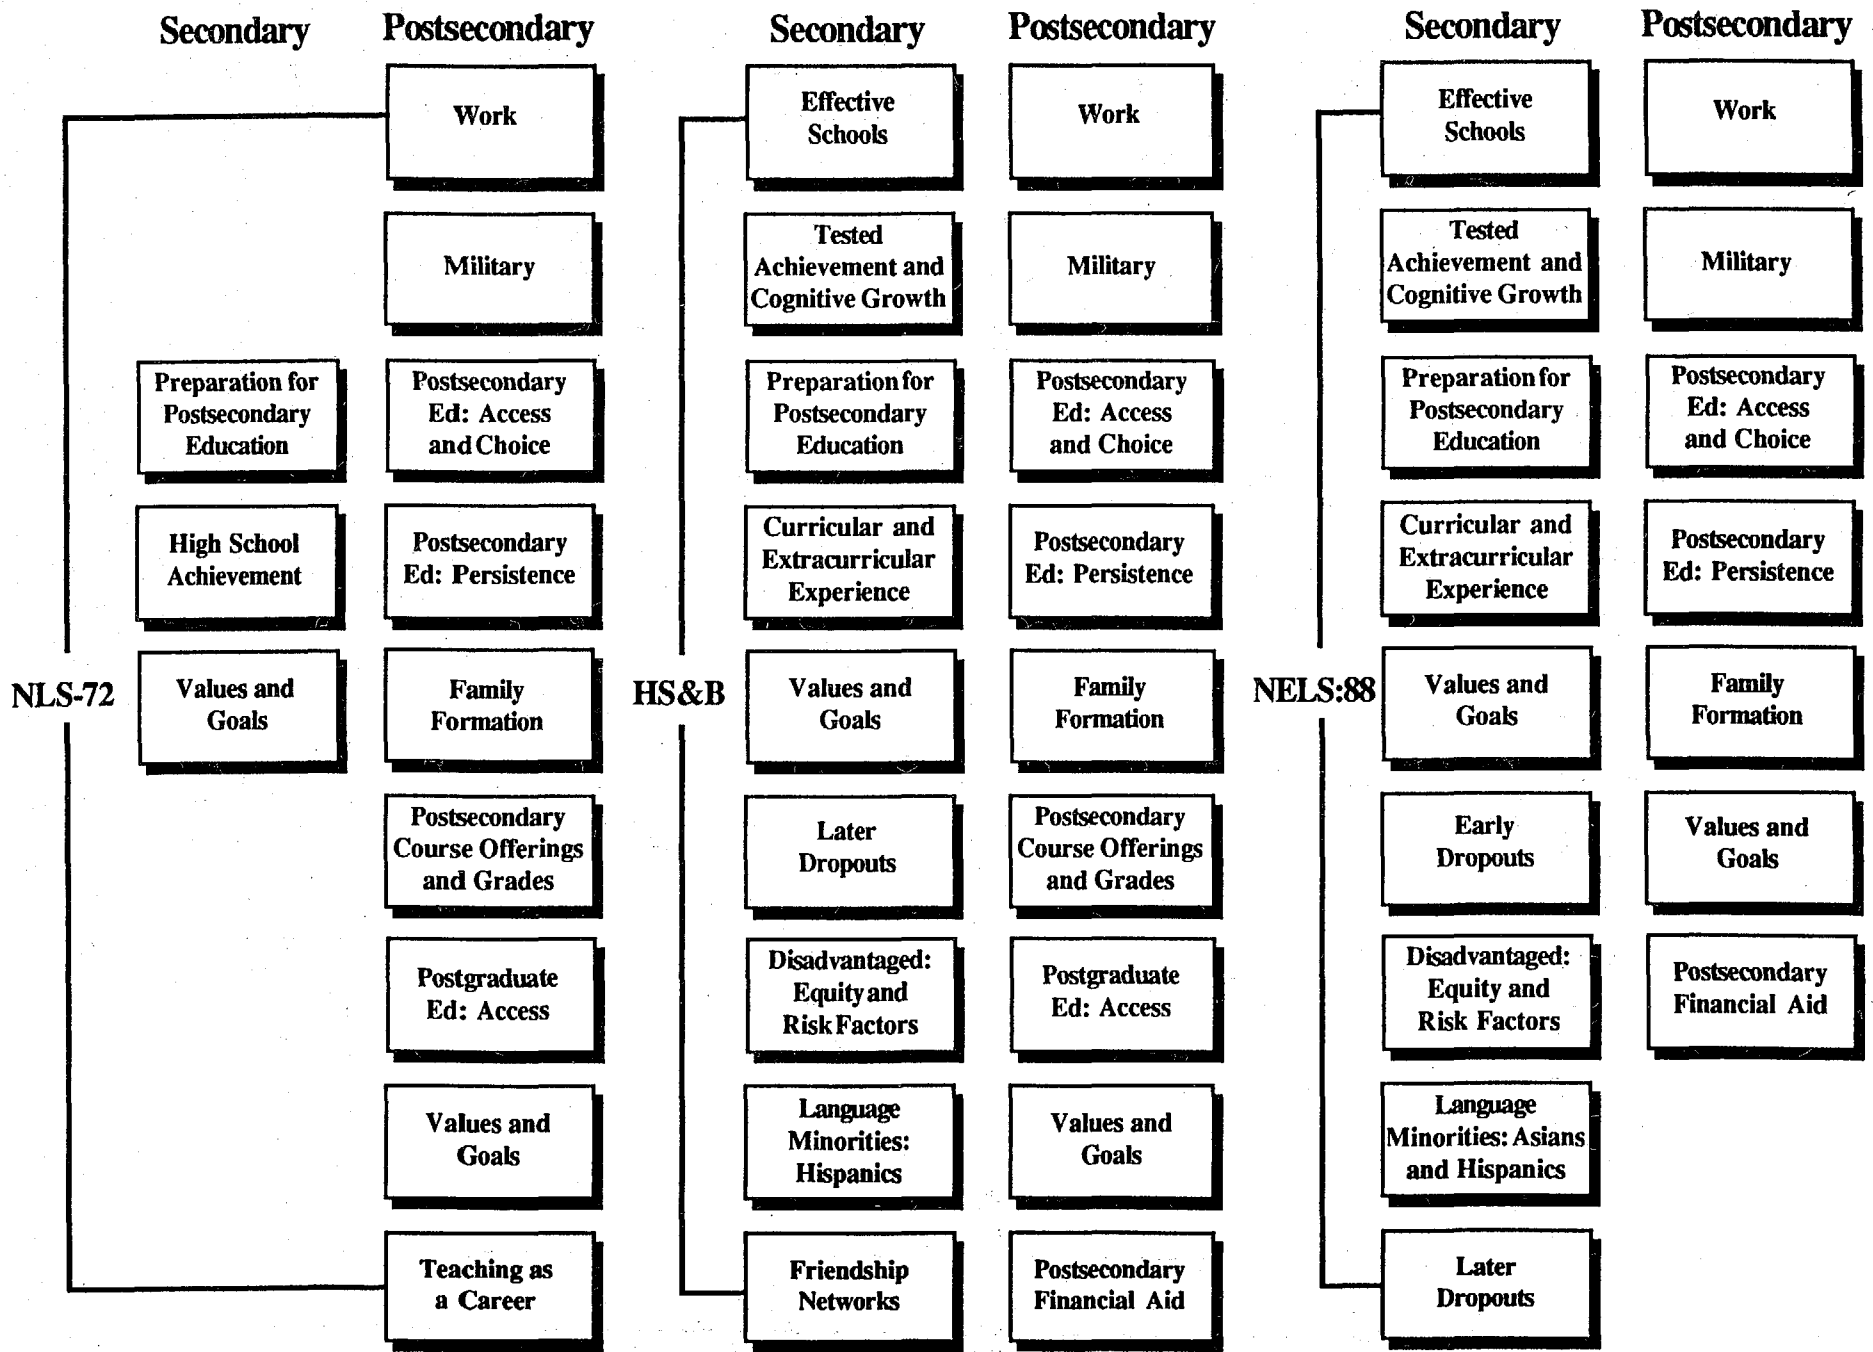 Secondary
Postsecondary
Work
Military
Preparation for
Postsecondary
Education
Postsecondary
Ed: Access
and Choice
High School
Achievement
Postsecondary
Ed: Persistence
NLS-72
Values and
Goals
Family
Formation
Postsecondary
Course Offerings
and Grades
Postgraduate
Ed: Access
Values and
Goals
Teaching as
a Career
Secondary
Postsecondary
Effective
Schools
Work
Tested
Achievement and
Cognitive Growth
Military
Preparation for
Postsecondary
Education
Postsecondary
Ed: Access
and Choice
Curricular and
Extracurricular
Experience
Postsecondary
Ed: Persistence
HS&B
Values and
Goals
Family
Formation
Later
Dropouts
Postsecondary
Course Offerings
and Grades
Disadvantaged:
Equity and
Risk Factors
Postgraduate
Ed: Access
Language
Minorities:
Hispanics
Values and
Goals
Friendship
Networks
Postsecondary
Financial Aid
Secondary
Postsecondary
Effective
Schools
Work
Tested
Achievement and
Cognitive Growth
Military
Preparation for
Postsecondary
Education
Postsecondary
Ed: Access
and Choice
Curricular and
Extracurricular
Experience
Postsecondary
Ed: Persistence
NELS:88
Values and
Goals
Family
Formation
Early
Dropouts
Values and
Goals
Disadvantaged:
Equity and
Risk Factors
Postsecondary
Financial Aid
Language
Minorities: Asians
and Hispanics
Later
Dropouts